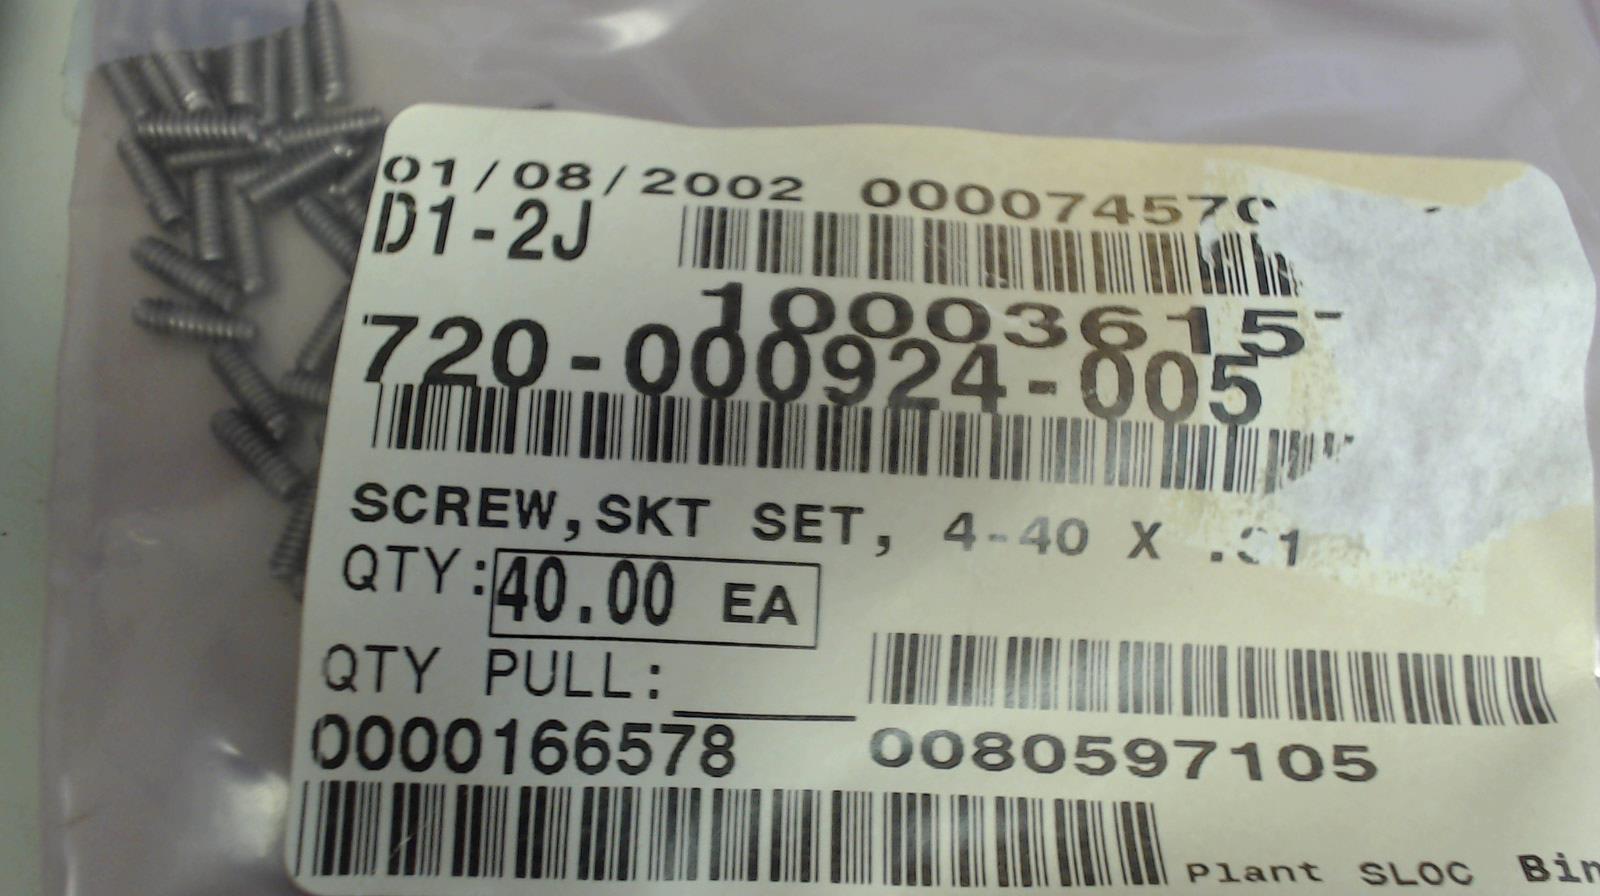 01/08/2002
D1-2J
10003615
720-000924-005
SCREW,SKT SET, 4-40 X
QTY:40.00 EA
QTY PULL:
0000166578 0080597105
Plant SLOC Bin